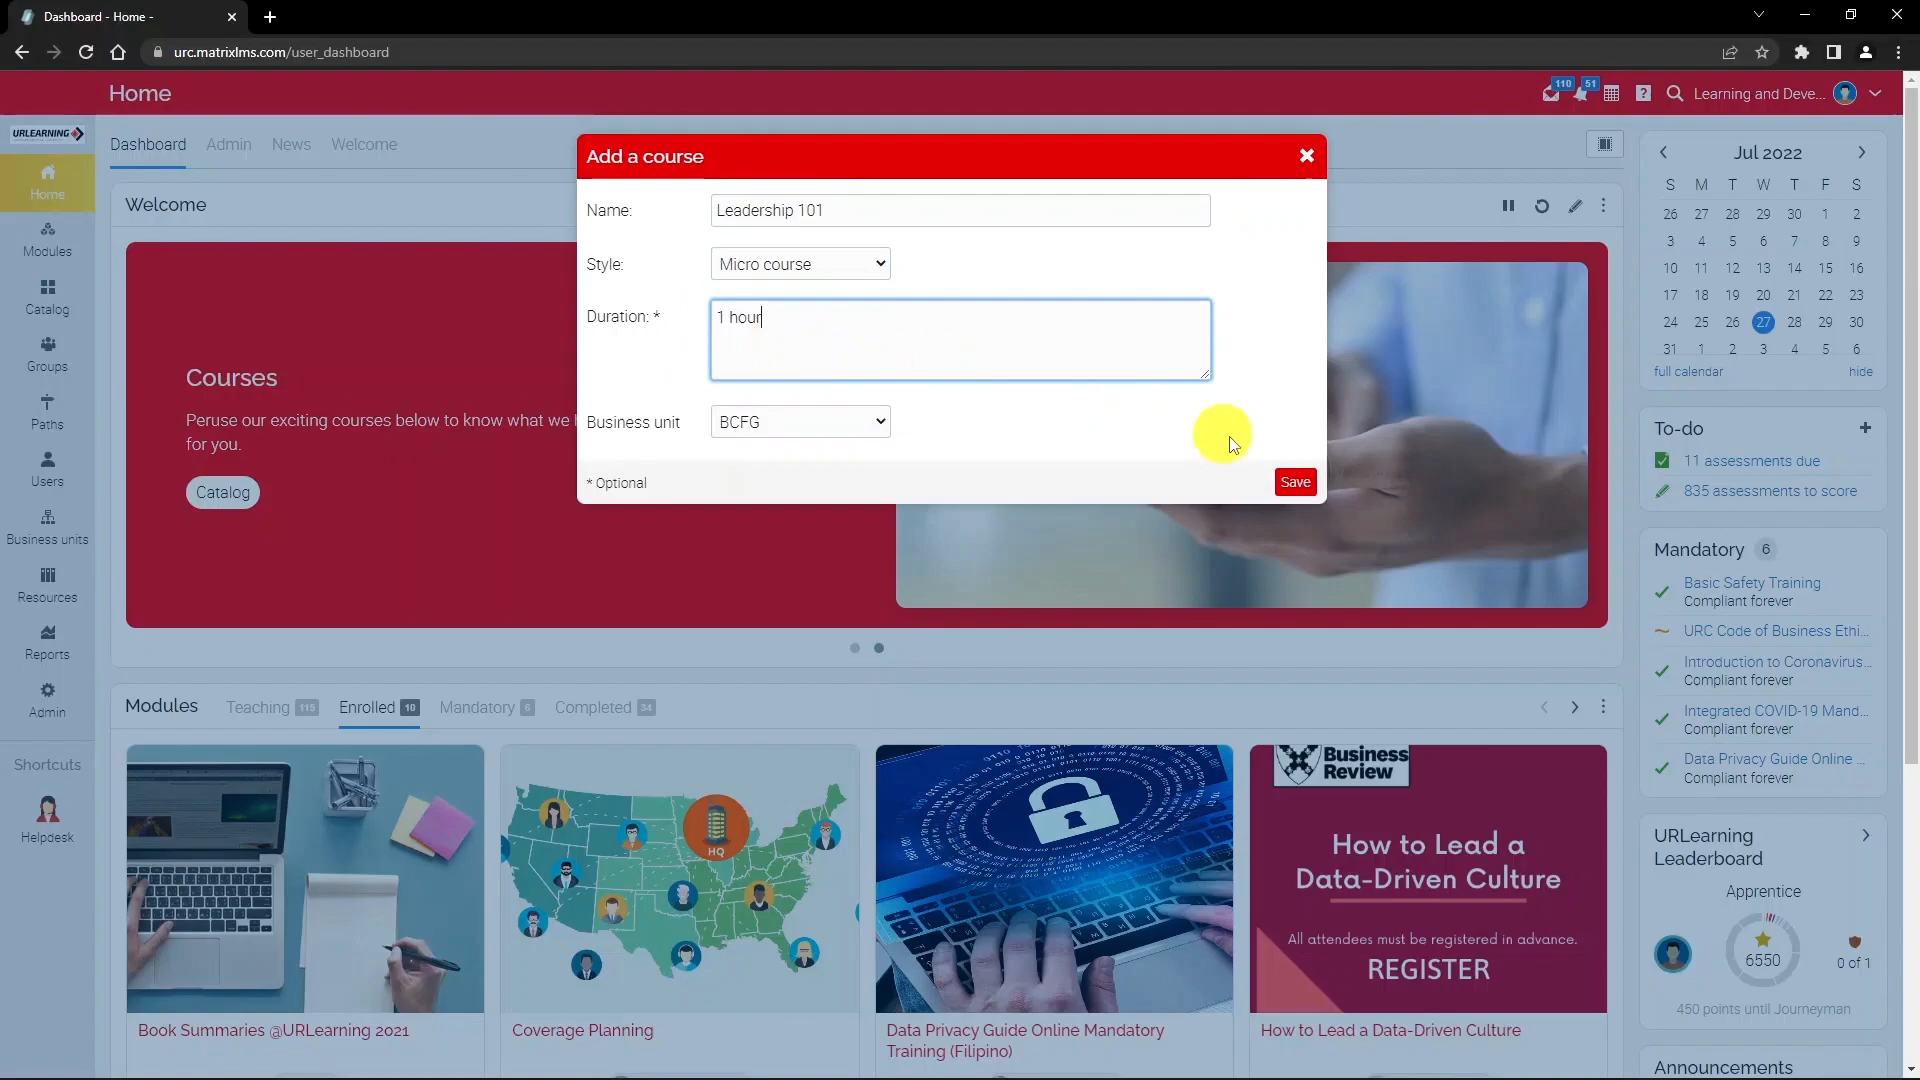 Dashboard - Home -
urc.matrixlms.com/user_dashboard
Home
110
51
Learning and Deve...
URLEARNING
Dashboard Admin News Welcome
Home
Modules
Catalog
Groups
Paths
Users
Business units
Resources
Reports
Admin
Shortcuts
Helpdesk
Welcome
Courses
Peruse our exciting courses below to know what we h
for you.
Catalog
Add a course
Name: Leadership 101
Style: Micro course
Duration: * 1 hour
Business unit BCFG
* Optional
Save
Modules Teaching 115 Enrolled 10 Mandatory 6 Completed 34
HQ
Business
Review
How to Lead a
Data-Driven Culture
All attendees must be registered in advance.
REGISTER
Book Summaries @URLearning 2021
Coverage Planning
Data Privacy Guide Online Mandatory
Training (Filipino)
How to Lead a Data-Driven Culture
Jul 2022
S M T W T F S
26 27 28 29 30 1 2
3 4 5 6 7 8 9
10 11 12 13 14 15 16
17 18 19 20 21 22 23
24 25 26 27 28 29 30
31 1 2 3 4 5 6
full calendar hide
To-do
11 assessments due
835 assessments to score
Mandatory 6
Basic Safety Training
Compliant forever
URC Code of Business Ethi...
Introduction to Coronavirus...
Compliant forever
Integrated COVID-19 Mand...
Compliant forever
Data Privacy Guide Online ...
Compliant forever
URLearning
Leaderboard
Apprentice
6550
0 of 1
450 points until Journeyman
Announcements